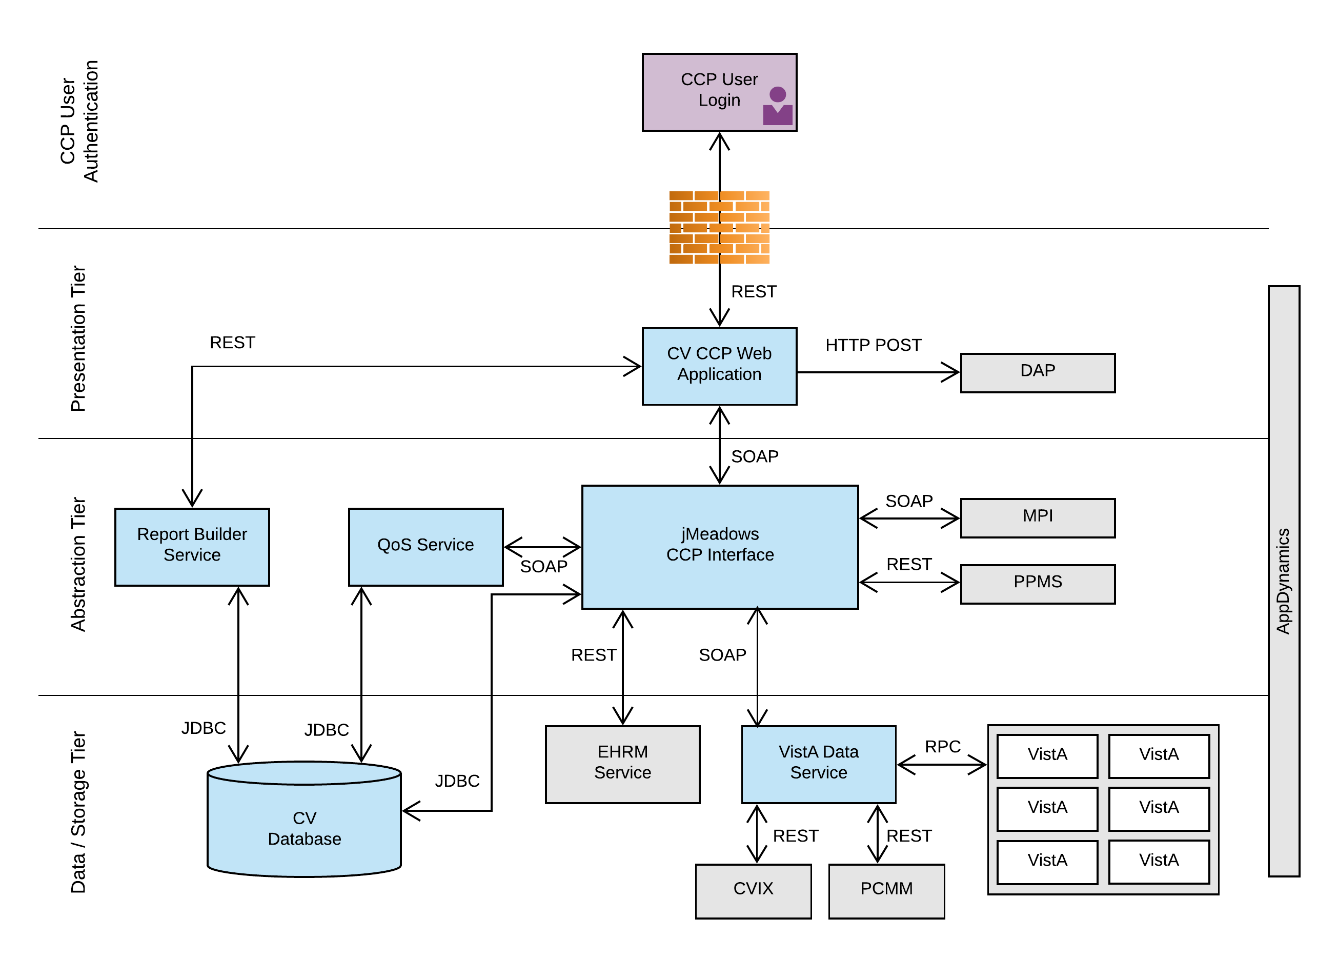 CCP User
Authentication
CCP User
Login
Presentation Tier
REST
REST
CV CCP Web
Application
HTTP POST
DAP
Abstraction Tier
SOAP
Report Builder
Service
QoS Service
SOAP
jMeadows
CCP Interface
SOAP
MPI
REST
PPMS
AppDynamics
REST
SOAP
Data / Storage Tier
JDBC
JDBC
JDBC
CV
Database
EHRM
Service
VistA Data
Service
RPC
VistA
VistA
VistA
VistA
VistA
VistA
REST
REST
CVIX
PCMM